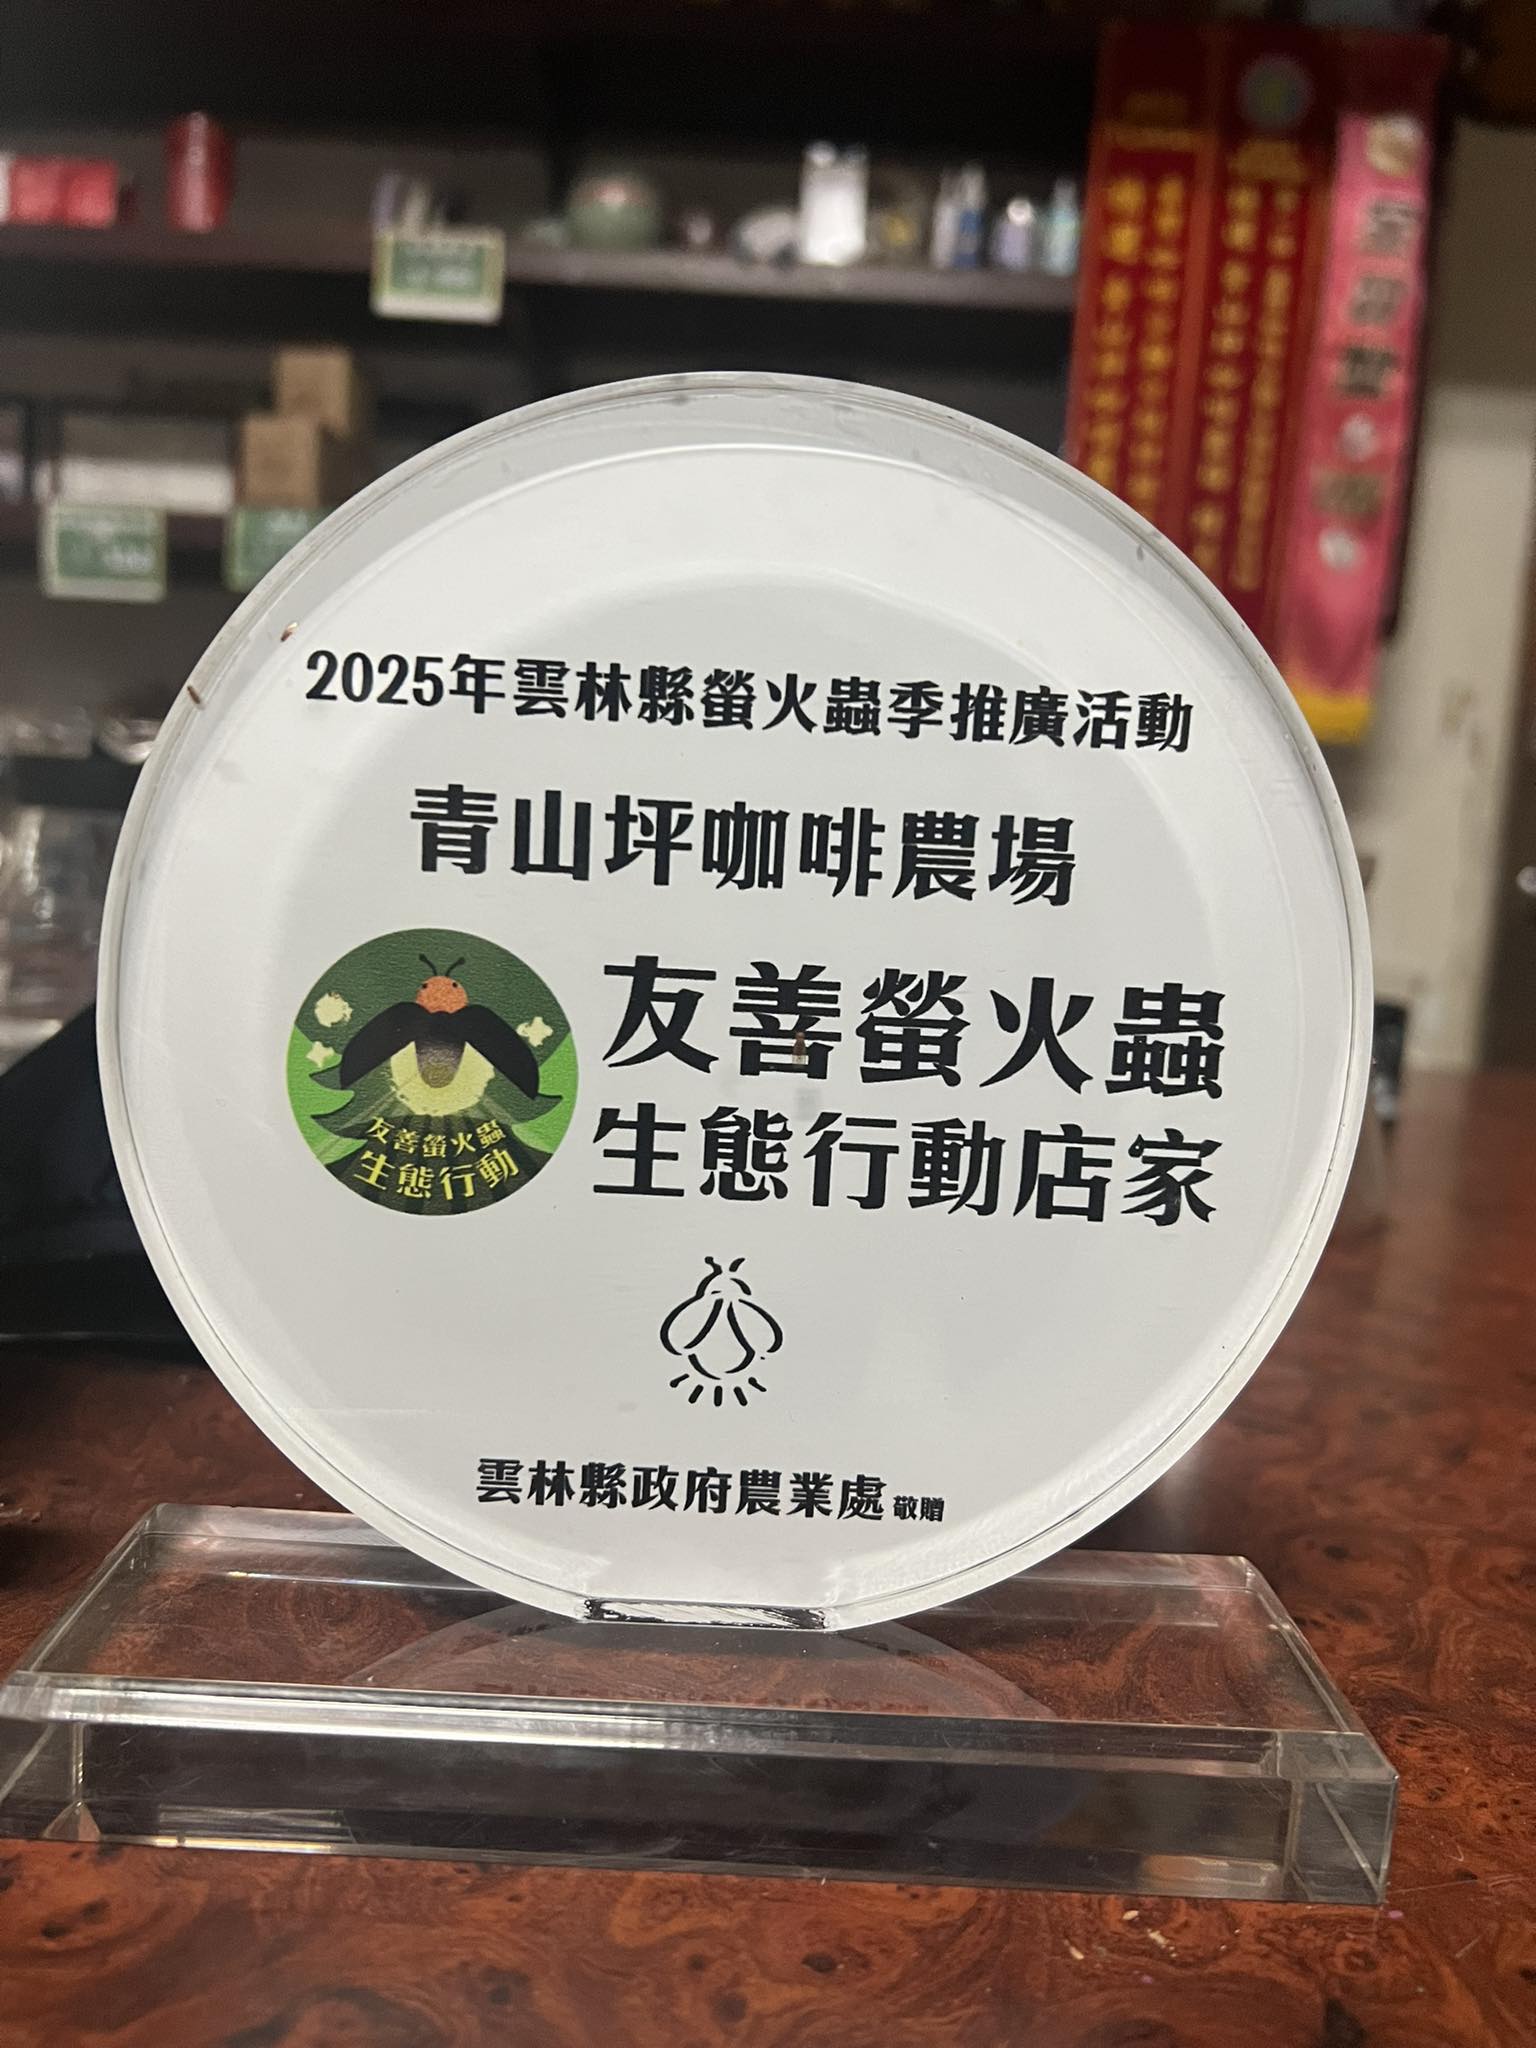 2025年雲林縣螢火蟲季推廣活動
青山坪咖啡農場
友善螢火蟲
生態行動店家
友善螢火蟲
生態行動
雲林縣政府農業處 敬贈